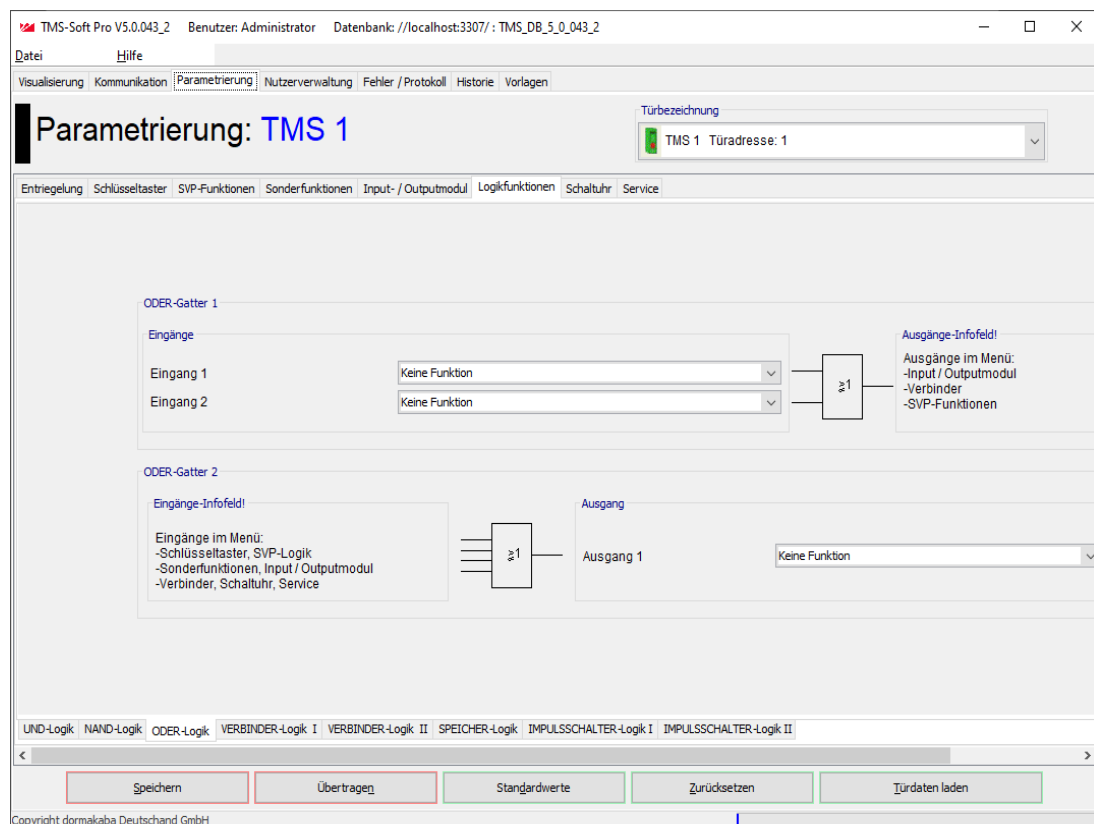 TMS-Soft Pro V5.0.043_2 Benutzer: Administrator Datenbank: //localhost:3307/ : TMS_DB_5_0_043_2
Datei Hilfe
Visualisierung Kommunikation Parametrierung Nutzerverwaltung Fehler / Protokoll Historie Vorlagen
Parametrierung: TMS 1
Türbezeichnung
TMS 1 Türadresse: 1
Entriegelung Schlüsseltaster SVP-Funktionen Sonderfunktionen Input- / Outputmodul Logikfunktionen Schaltuhr Service
ODER-Gatter 1
Eingänge
Eingang 1 Keine Funktion
Eingang 2 Keine Funktion
≥1
Ausgänge-Infofeld!
Ausgänge im Menü:
-Input / Outputmodul
-Verbinder
-SVP-Funktionen
ODER-Gatter 2
Eingänge-Infofeld!
Eingänge im Menü:
-Schlüsseltaster, SVP-Logik
-Sonderfunktionen, Input / Outputmodul
-Verbinder, Schaltuhr, Service
≥1
Ausgang
Ausgang 1 Keine Funktion
UND-Logik NAND-Logik ODER-Logik VERBINDER-Logik I VERBINDER-Logik II SPEICHER-Logik IMPULSSCHALTER-Logik I IMPULSSCHALTER-Logik II
Speichern Übertragen Standardwerte Zurücksetzen Türdaten laden
Copyright dormakaba Deutschand GmbH